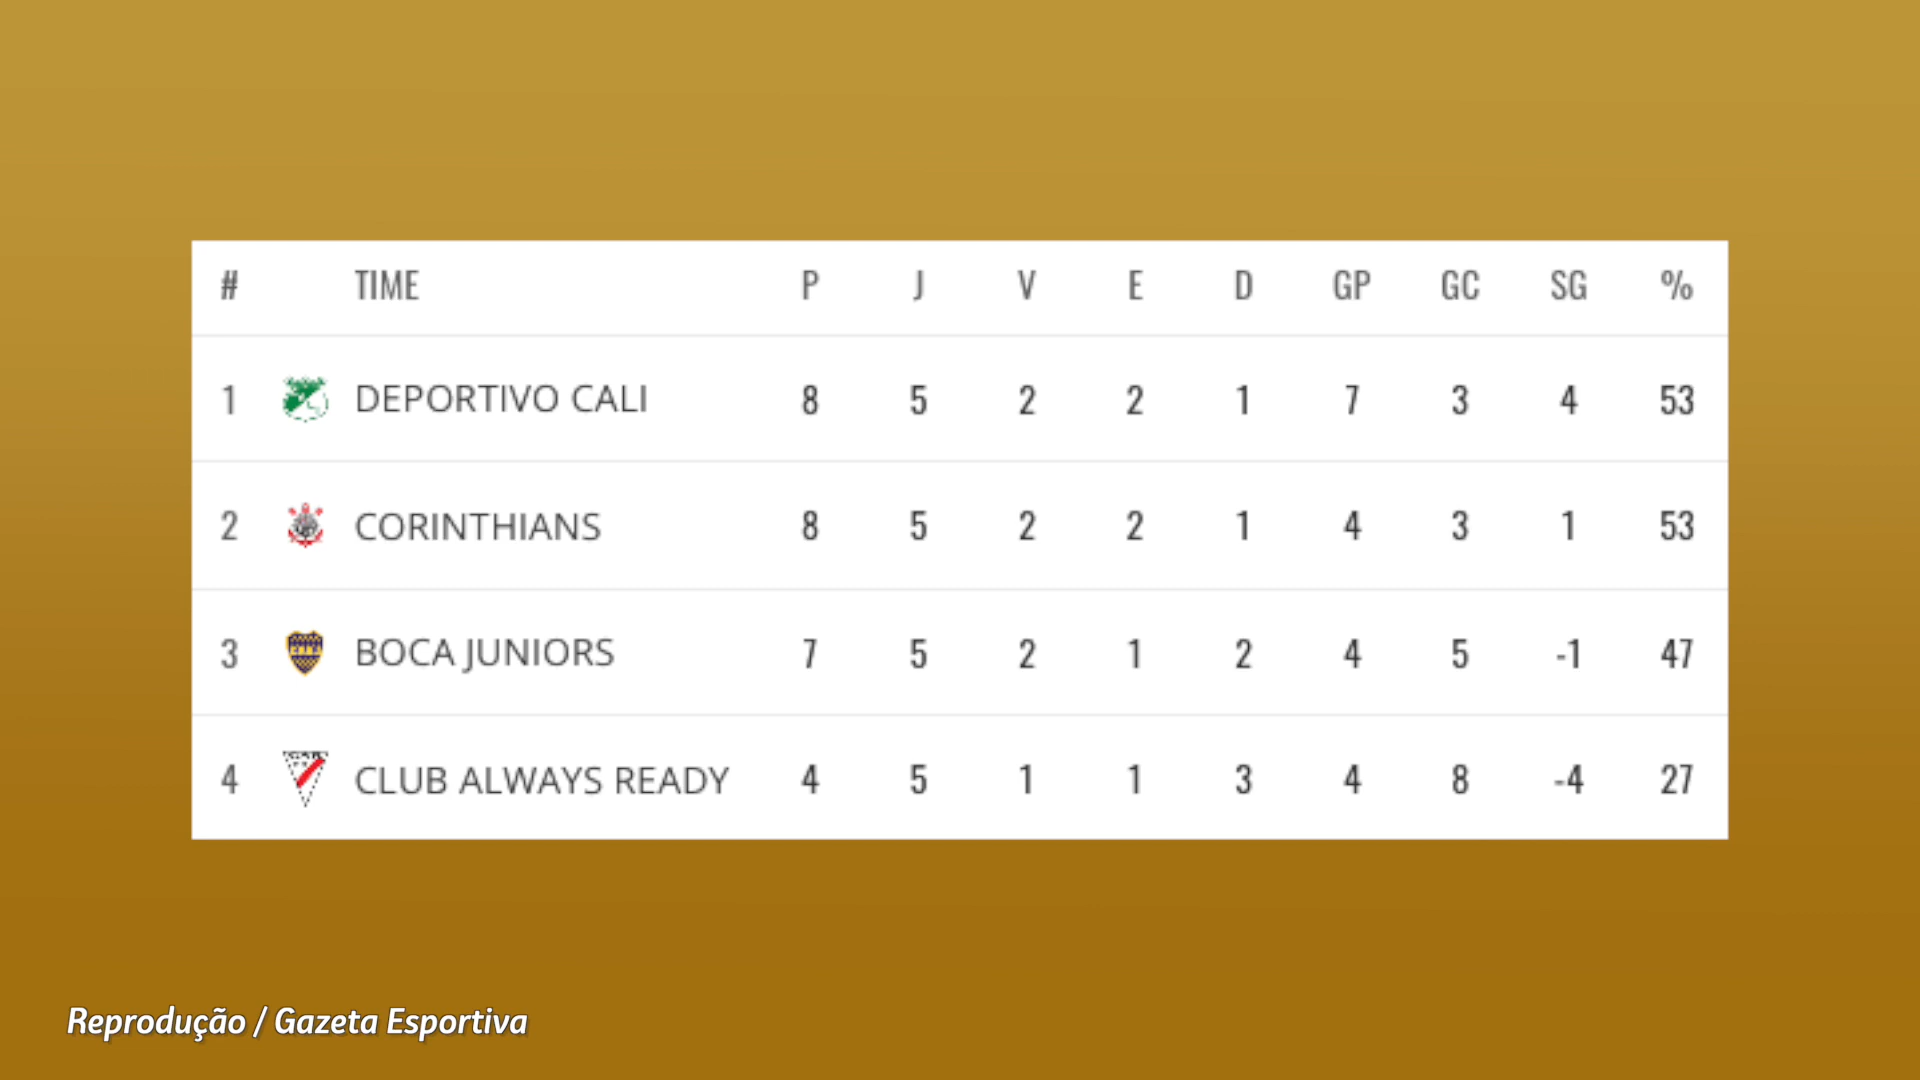 # TIME P J V E D GP GC SG %
1 DEPORTIVO CALI 8 5 2 2 1 7 3 4 53
2 CORINTHIANS 8 5 2 2 1 4 3 1 53
3 BOCA JUNIORS 7 5 2 1 2 4 5 -1 47
4 CLUB ALWAYS READY 4 5 1 1 3 4 8 -4 27
Reprodução / Gazeta Esportiva